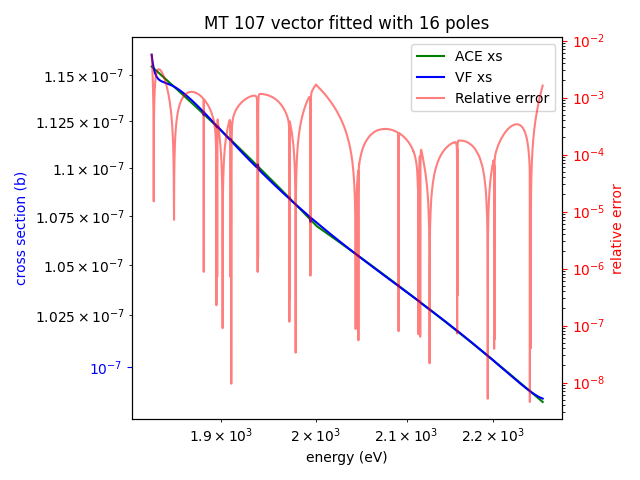 MT 107 vector fitted with 16 poles
ACE xs
VF xs
Relative error
1.15 × 10⁻⁷
1.125 × 10⁻⁷
1.1 × 10⁻⁷
1.075 × 10⁻⁷
1.05 × 10⁻⁷
1.025 × 10⁻⁷
10⁻⁷
cross section (b)
10⁻²
10⁻³
10⁻⁴
10⁻⁵
10⁻⁶
10⁻⁷
10⁻⁸
relative error
1.9 × 10³
2 × 10³
2.1 × 10³
2.2 × 10³
energy (eV)